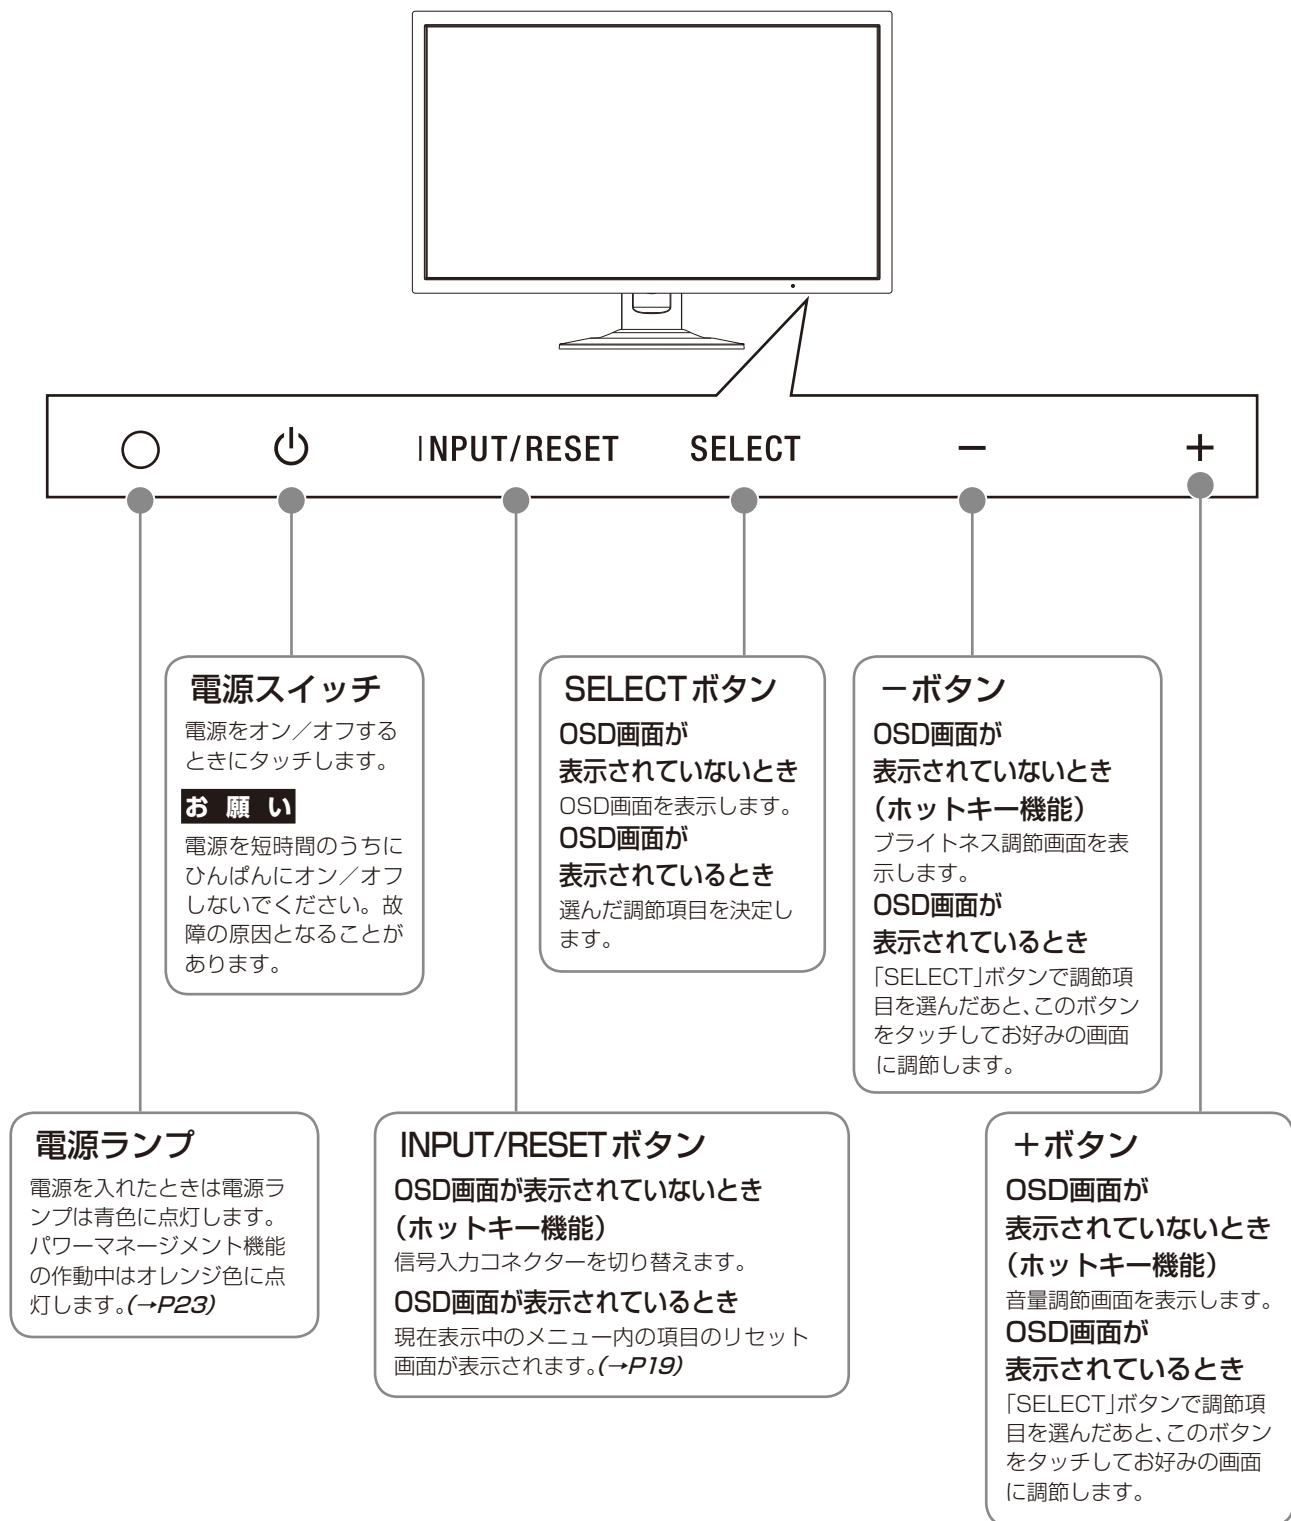 INPUT/RESET SELECT − +
電源スイッチ
電源をオン／オフする
ときにタッチします。
お願い
電源を短時間のうちに
ひんぱんにオン／オフ
しないでください。故
障の原因となることが
あります。
SELECTボタン
OSD画面が
表示されていないとき
OSD画面を表示します。
OSD画面が
表示されているとき
選んだ調節項目を決定し
ます。
−ボタン
OSD画面が
表示されていないとき
（ホットキー機能）
ブライトネス調節画面を表
示します。
OSD画面が
表示されているとき
「SELECT」ボタンで調節項
目を選んだあと、このボタン
をタッチしてお好みの画面
に調節します。
電源ランプ
電源を入れたときは電源ラ
ンプは青色に点灯します。
パワーマネージメント機能
の作動中はオレンジ色に点
灯します。(→P23)
INPUT/RESETボタン
OSD画面が表示されていないとき
（ホットキー機能）
信号入力コネクターを切り替えます。
OSD画面が表示されているとき
現在表示中のメニュー内の項目のリセット
画面が表示されます。(→P19)
＋ボタン
OSD画面が
表示されていないとき
（ホットキー機能）
音量調節画面を表示します。
OSD画面が
表示されているとき
「SELECT」ボタンで調節項
目を選んだあと、このボタン
をタッチしてお好みの画面
に調節します。